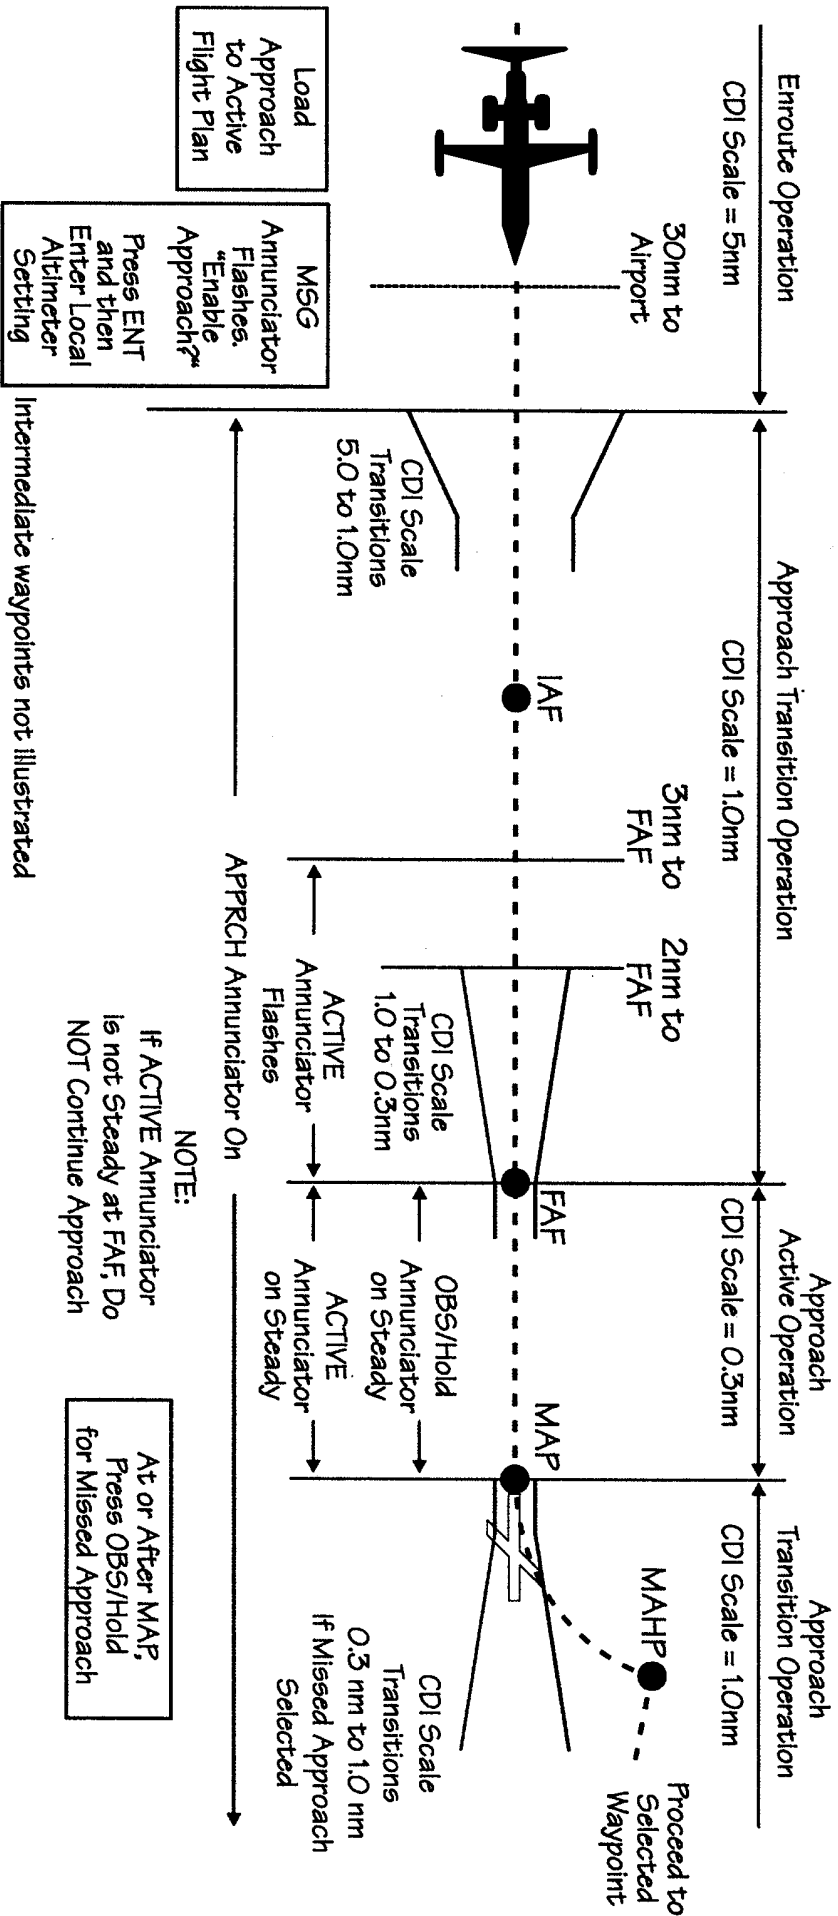 Enroute Operation
CDI Scale = 5nm
Approach Transition Operation
CDI Scale = 1.0nm
Approach
Active Operation
CDI Scale = 0.3nm
Approach
Transition Operation
CDI Scale = 1.0nm
30nm to
Airport
3nm to
FAF
2nm to
FAF
MAHP
Proceed to
Selected
Waypoint
IAF
FAF
MAP
CDI Scale
Transitions
5.0 to 1.0nm
CDI Scale
Transitions
1.0 to 0.3nm
OBS/Hold
Annunciator
on Steady
CDI Scale
Transitions
0.3 nm to 1.0 nm
If Missed Approach
Selected
ACTIVE
Annunciator
Flashes
ACTIVE
Annunciator
on Steady
APPRCH Annunciator On
Load
Approach
to Active
Flight Plan
MSG
Annunciator
Flashes.
"Enable
Approach?"
Press ENT
and then
Enter Local
Altimeter
Setting
NOTE:
If ACTIVE Annunciator
is not Steady at FAF, Do
NOT Continue Approach
At or After MAP,
Press OBS/Hold
for Missed Approach
Intermediate waypoints not illustrated